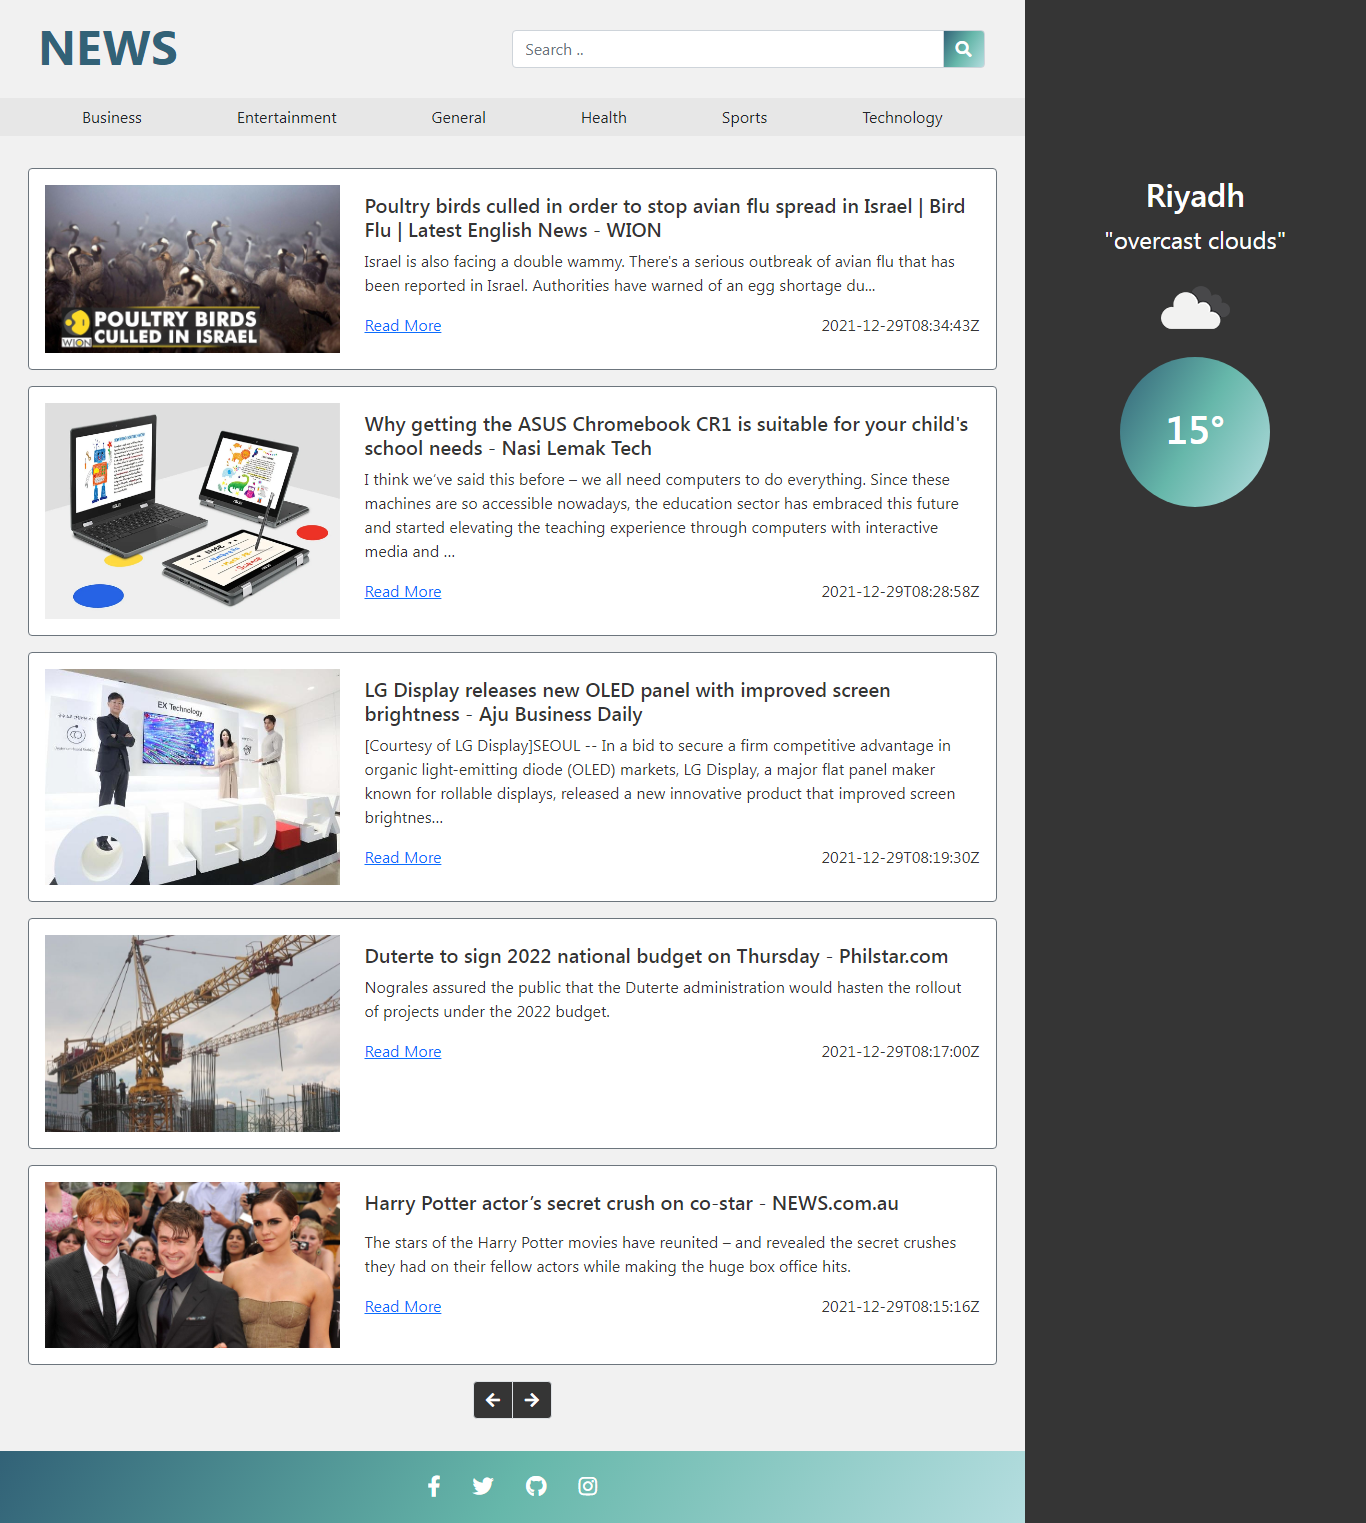 NEWS
Search ..
Business Entertainment General Health Sports Technology
POULTRY BIRDS
CULLED IN ISRAEL
WION
Poultry birds culled in order to stop avian flu spread in Israel | Bird
Flu | Latest English News - WION
Israel is also facing a double wammy. There's a serious outbreak of avian flu that has
been reported in Israel. Authorities have warned of an egg shortage du...
Read More 2021-12-29T08:34:43Z
Why getting the ASUS Chromebook CR1 is suitable for your child's
school needs - Nasi Lemak Tech
I think we’ve said this before – we all need computers to do everything. Since these
machines are so accessible nowadays, the education sector has embraced this future
and started elevating the teaching experience through computers with interactive
media and …
Read More 2021-12-29T08:28:58Z
EX Technology
OLED.EX
LG Display releases new OLED panel with improved screen
brightness - Aju Business Daily
[Courtesy of LG Display]SEOUL -- In a bid to secure a firm competitive advantage in
organic light-emitting diode (OLED) markets, LG Display, a major flat panel maker
known for rollable displays, released a new innovative product that improved screen
brightnes…
Read More 2021-12-29T08:19:30Z
Duterte to sign 2022 national budget on Thursday - Philstar.com
Nograles assured the public that the Duterte administration would hasten the rollout
of projects under the 2022 budget.
Read More 2021-12-29T08:17:00Z
Harry Potter actor’s secret crush on co-star - NEWS.com.au
The stars of the Harry Potter movies have reunited – and revealed the secret crushes
they had on their fellow actors while making the huge box office hits.
Read More 2021-12-29T08:15:16Z
Riyadh
"overcast clouds"
15°